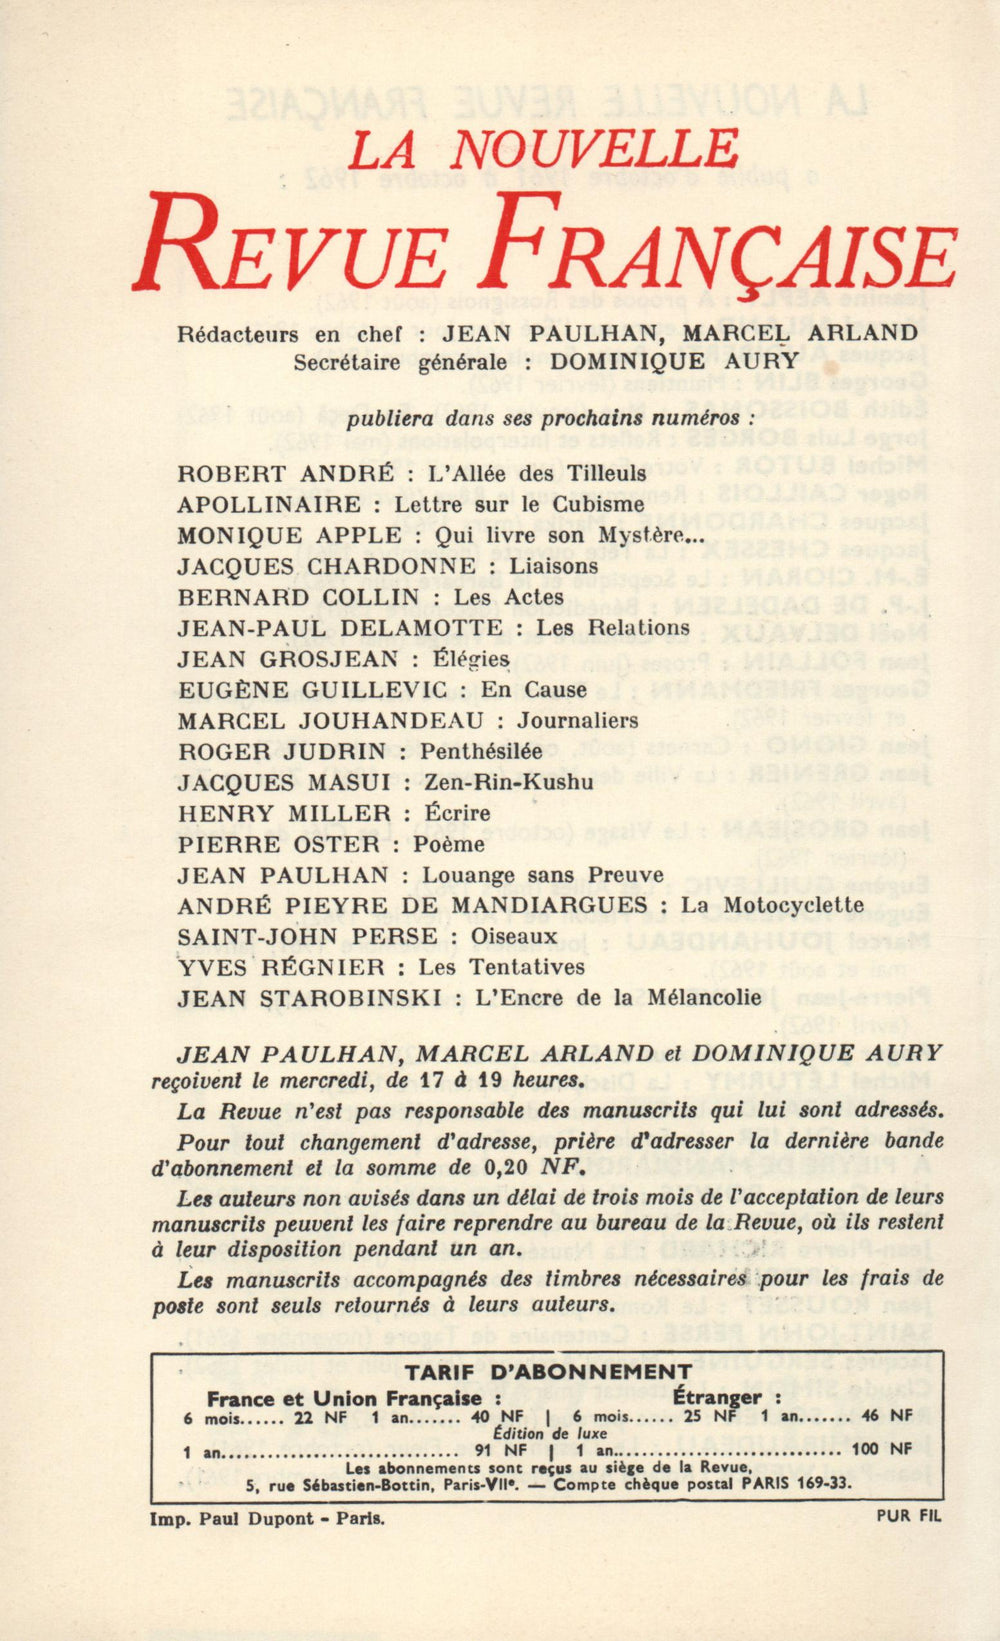 LA NOUVELLE
REVUE FRANÇAISE
Rédacteurs en chef : JEAN PAULHAN, MARCEL ARLAND
Secrétaire générale : DOMINIQUE AURY
publiera dans ses prochains numéros :
ROBERT ANDRÉ : L'Allée des Tilleuls
APOLLINAIRE : Lettre sur le Cubisme
MONIQUE APPLE : Qui livre son Mystère...
JACQUES CHARDONNE : Liaisons
BERNARD COLLIN : Les Actes
JEAN-PAUL DELAMOTTE : Les Relations
JEAN GROSJEAN : Élégies
EUGÈNE GUILLEVIC : En Cause
MARCEL JOUHANDEAU : Journaliers
ROGER JUDRIN : Penthésilée
JACQUES MASUI : Zen-Rin-Kushu
HENRY MILLER : Écrire
PIERRE OSTER : Poème
JEAN PAULHAN : Louange sans Preuve
ANDRÉ PIEYRE DE MANDIARGUES : La Motocyclette
SAINT-JOHN PERSE : Oiseaux
YVES RÉGNIER : Les Tentatives
JEAN STAROBINSKI : L'Encre de la Mélancolie
JEAN PAULHAN, MARCEL ARLAND et DOMINIQUE AURY
reçoivent le mercredi, de 17 à 19 heures.
La Revue n'est pas responsable des manuscrits qui lui sont adressés.
Pour tout changement d'adresse, prière d'adresser la dernière bande
d'abonnement et la somme de 0,20 NF.
Les auteurs non avisés dans un délai de trois mois de l'acceptation de leurs
manuscrits peuvent les faire reprendre au bureau de la Revue, où ils restent
à leur disposition pendant un an.
Les manuscrits accompagnés des timbres nécessaires pour les frais de
poste sont seuls retournés à leurs auteurs.
TARIF D'ABONNEMENT
France et Union Française : Étranger :
6 mois...... 22 NF 1 an....... 40 NF | 6 mois...... 25 NF 1 an....... 46 NF
Édition de luxe
1 an.................................. 91 NF | 1 an.................................. 100 NF
Les abonnements sont reçus au siège de la Revue,
5, rue Sébastien-Bottin, Paris-VIIe. — Compte chèque postal PARIS 169-33.
Imp. Paul Dupont - Paris. PUR FIL